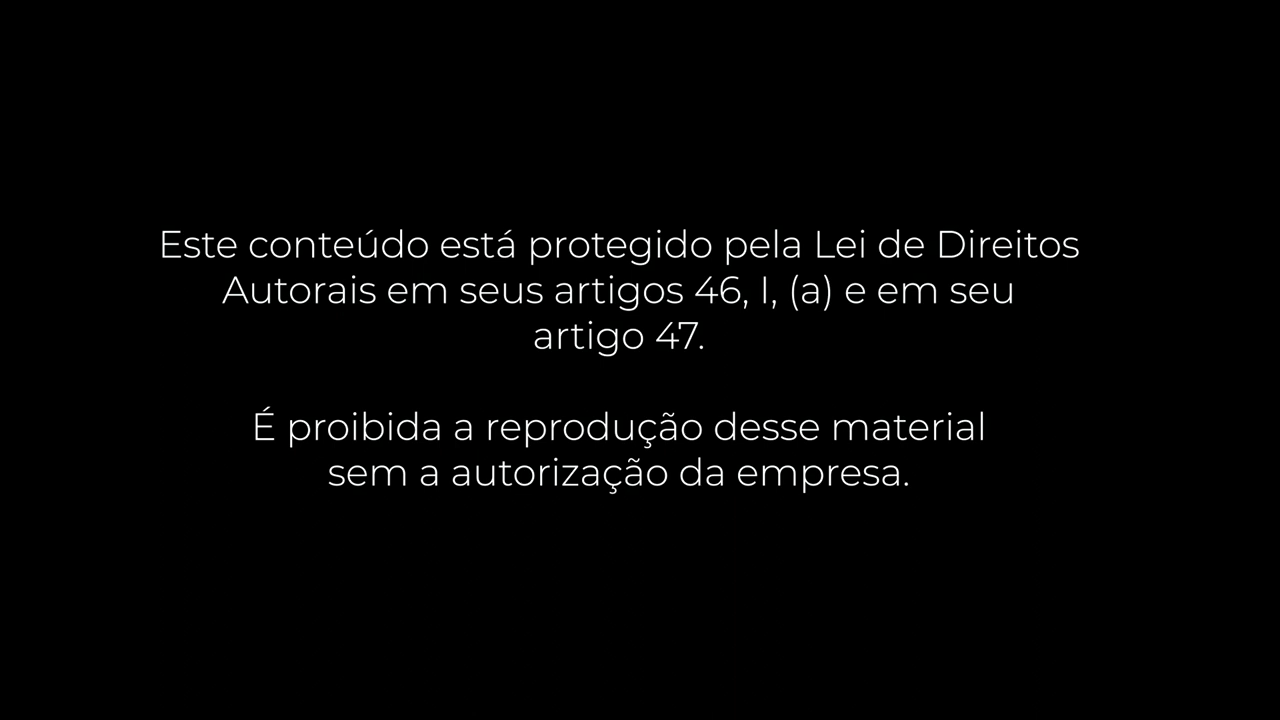 Este conteúdo está protegido pela Lei de Direitos
Autorais em seus artigos 46, I, (a) e em seu
artigo 47.
É proibida a reprodução desse material
sem a autorização da empresa.